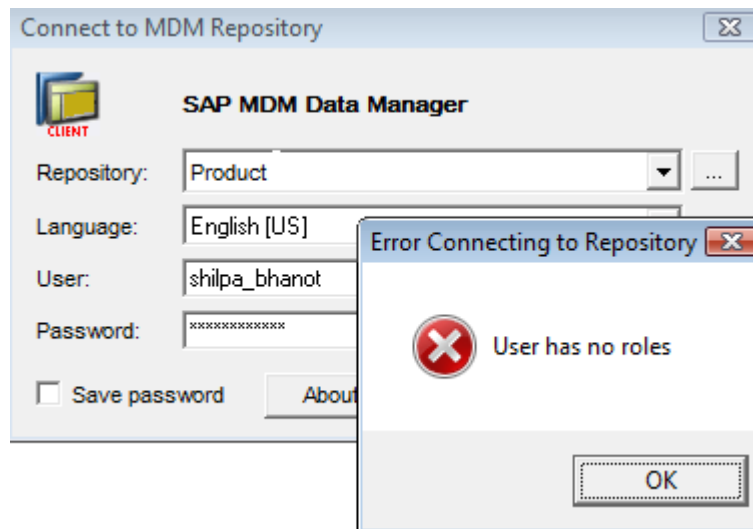 Connect to MDM Repository
CLIENT
SAP MDM Data Manager
Repository: Product ...
Language: English [US]
User: shilpa_bhanot
Password: ************
Save password About
Error Connecting to Repository
User has no roles
OK